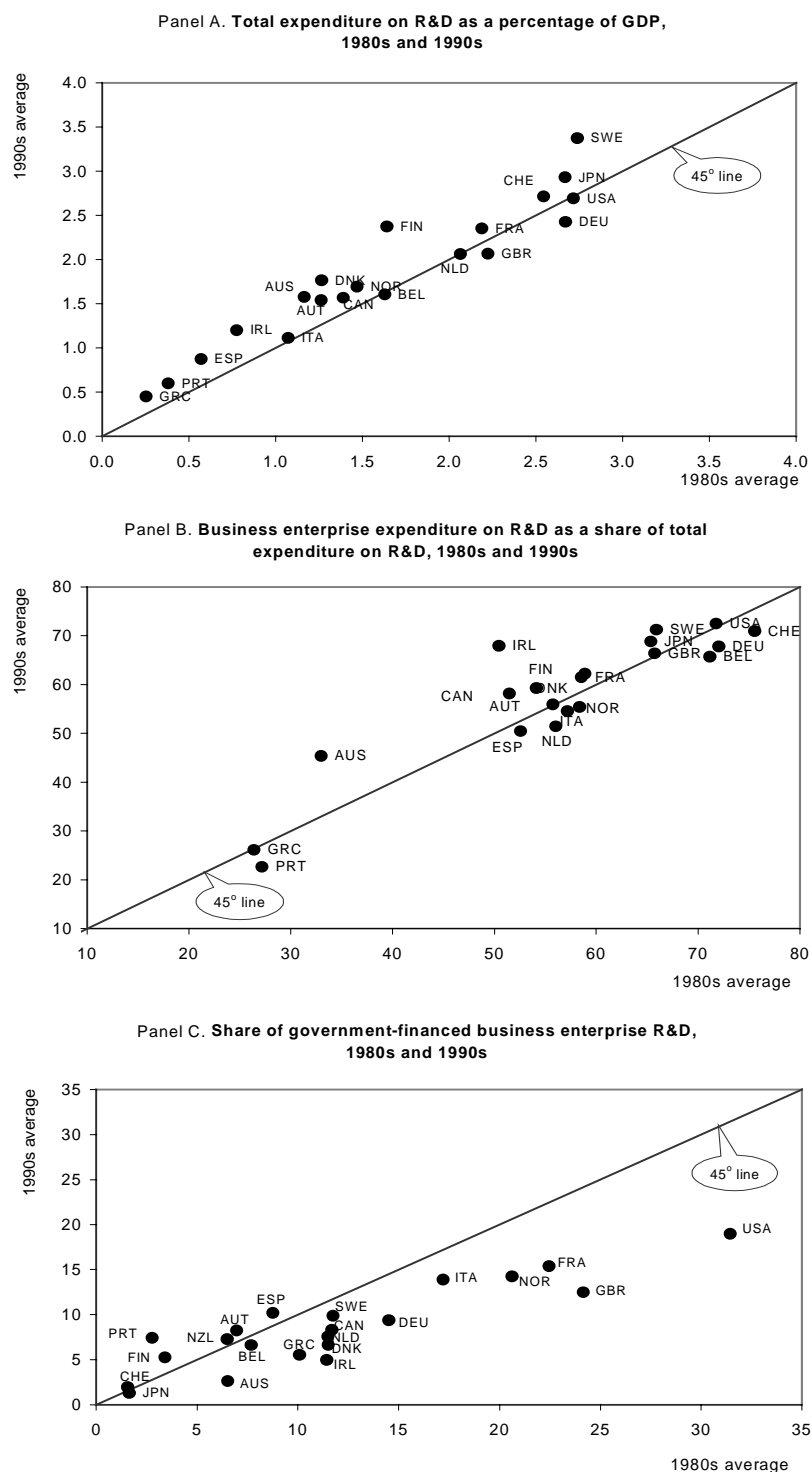 Panel A. Total expenditure on R&D as a percentage of GDP,
1980s and 1990s
1990s average
4.0
3.5
3.0
2.5
2.0
1.5
1.0
0.5
0.0
SWE
CHE
JPN
45° line
USA
DEU
FIN
FRA
GBR
NLD
AUS
DNK
NOR
BEL
AUT
CAN
IRL
ITA
ESP
PRT
GRC
0.0 0.5 1.0 1.5 2.0 2.5 3.0 3.5 4.0
1980s average
Panel B. Business enterprise expenditure on R&D as a share of total
expenditure on R&D, 1980s and 1990s
1990s average
80
70
60
50
40
30
20
10
IRL
SWE
USA
CHE
JPN
GBR
DEU
BEL
FIN
FRA
CAN
DNK
AUT
NOR
ITA
ESP
NLD
AUS
GRC
PRT
45° line
10 20 30 40 50 60 70 80
1980s average
Panel C. Share of government-financed business enterprise R&D,
1980s and 1990s
1990s average
35
30
25
20
15
10
5
0
45° line
USA
FRA
ITA
NOR
GBR
ESP
SWE
AUT
CAN
DEU
PRT
NZL
NLD
FIN
BEL
GRC
DNK
IRL
CHE
JPN
AUS
0 5 10 15 20 25 30 35
1980s average